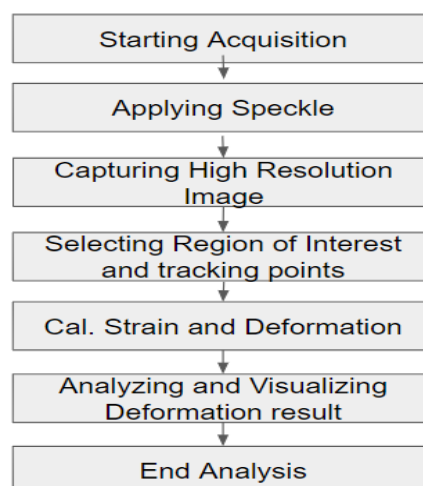 Starting Acquisition
Applying Speckle
Capturing High Resolution
Image
Selecting Region of Interest
and tracking points
Cal. Strain and Deformation
Analyzing and Visualizing
Deformation result
End Analysis